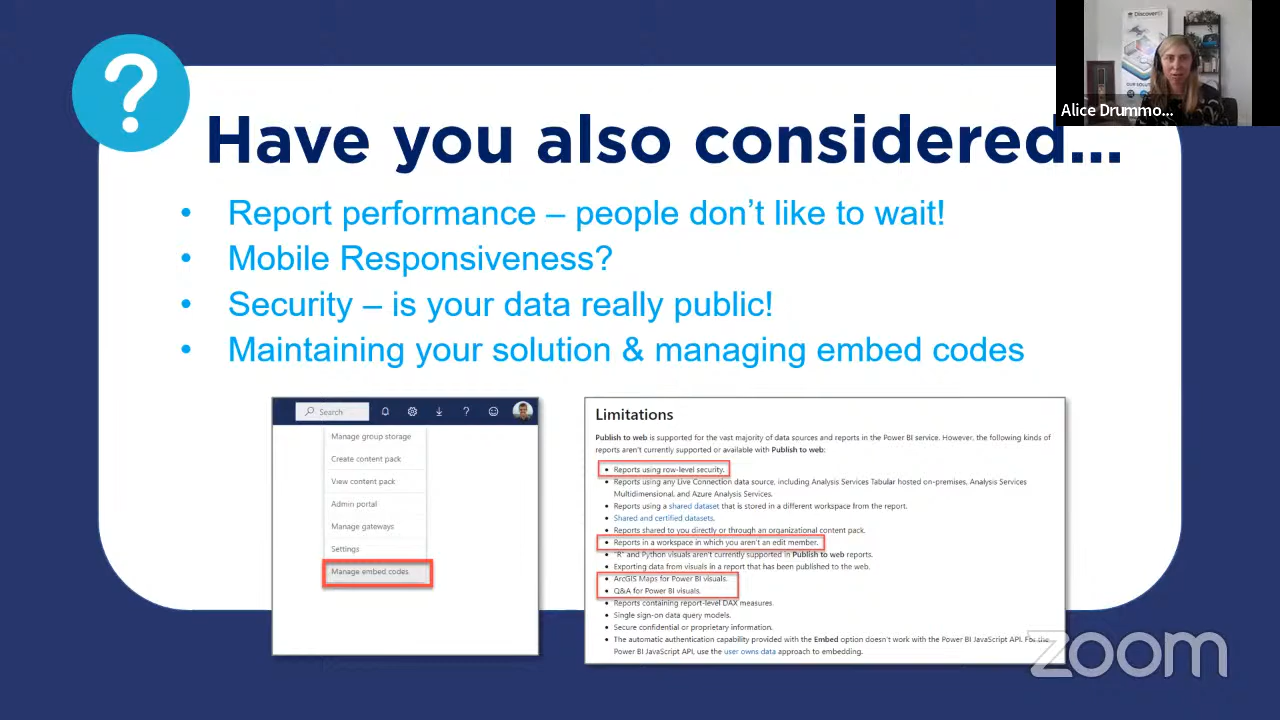 ?
Have you also considered...
• Report performance – people don't like to wait!
• Mobile Responsiveness?
• Security – is your data really public!
• Maintaining your solution & managing embed codes
Discover
Alice Drummo...
Search
?
Manage group storage
Create content pack
View content pack
Admin portal
Manage gateways
Settings
Manage embed codes
Limitations
Publish to web is supported for the vast majority of data sources and reports in the Power BI service. However, the following kinds of
reports aren't currently supported or available with Publish to web:
• Reports using row-level security.
• Reports using any Live Connection data source, including Analysis Services Tabular hosted on-premises, Analysis Services
Multidimensional, and Azure Analysis Services.
• Reports using a shared dataset that is stored in a different workspace from the report.
• Shared and certified datasets.
• Reports shared to you directly or through an organizational content pack.
• Reports in a workspace in which you aren't an edit member.
• "R" and Python visuals aren't currently supported in Publish to web reports.
• Exporting data from visuals in a report that has been published to the web.
• ArcGIS Maps for Power BI visuals.
• Q&A for Power BI visuals.
• Reports containing report-level DAX measures.
• Single sign-on data query models.
• Secure confidential or proprietary information.
• The automatic authentication capability provided with the Embed option doesn't work with the Power BI JavaScript API. For the
Power BI JavaScript API, use the user owns data approach to embedding.
zoom